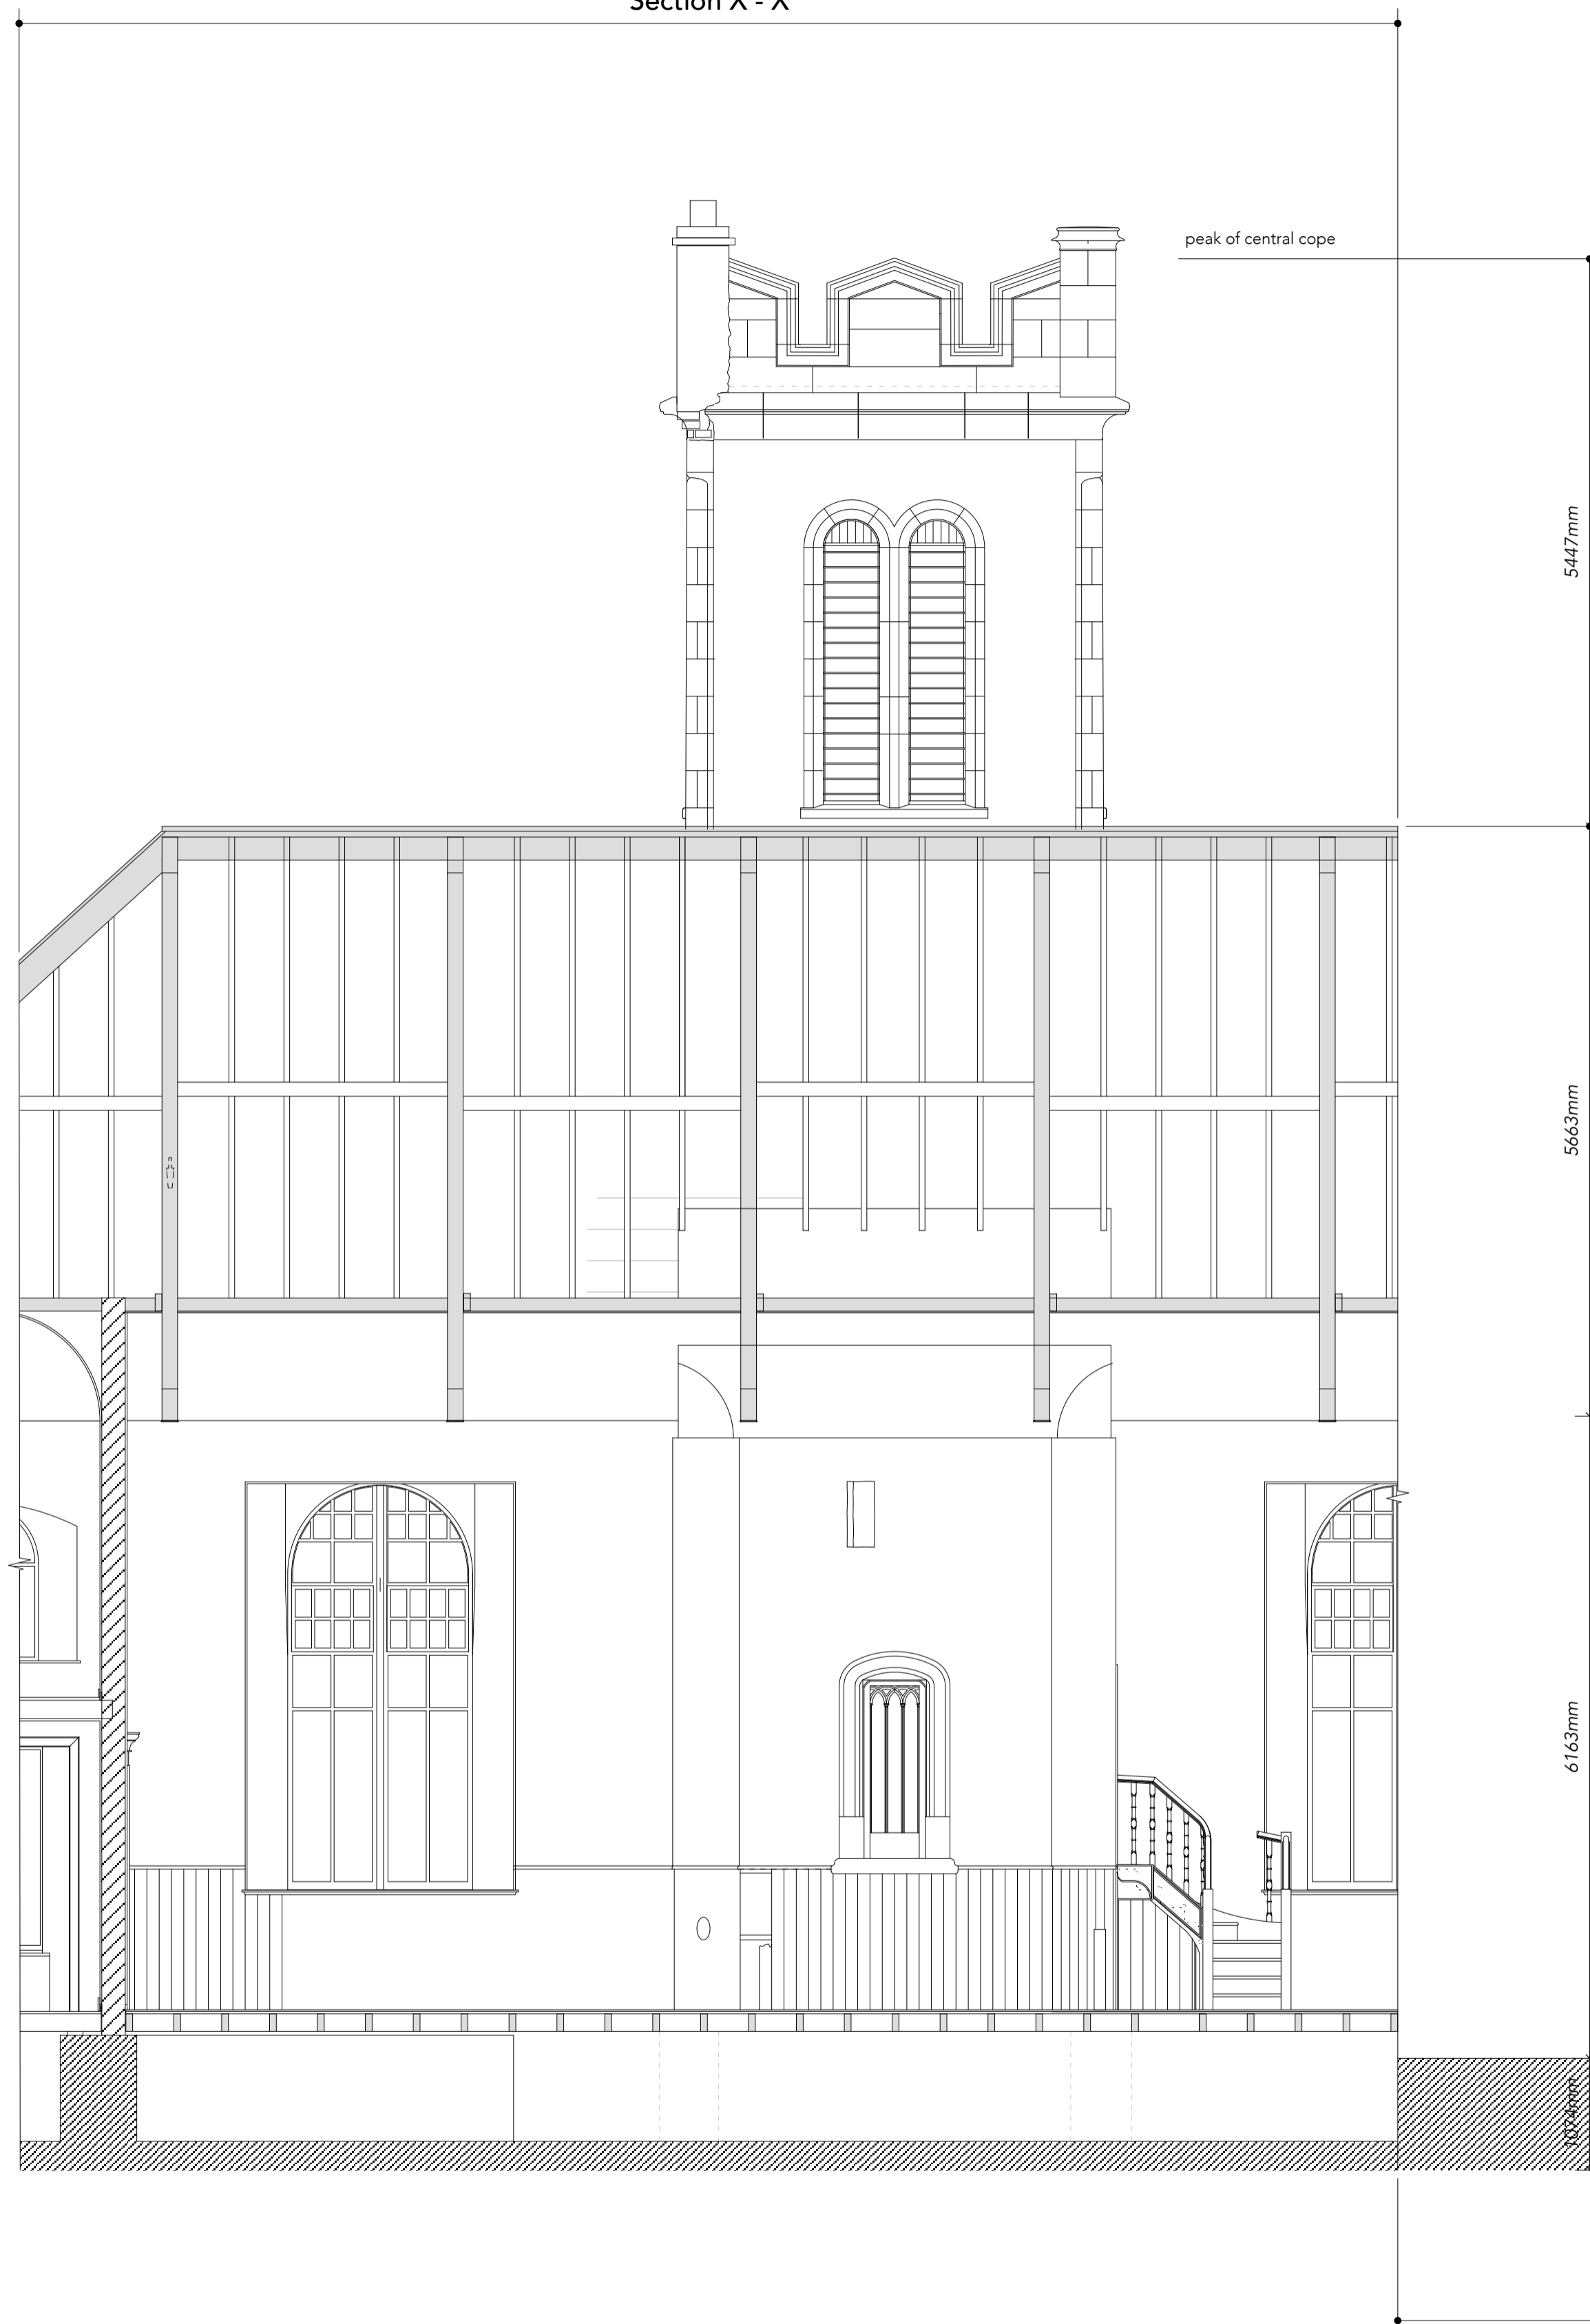 Section X - X
peak of central cope
5447mm
5663mm
6163mm
1074mm